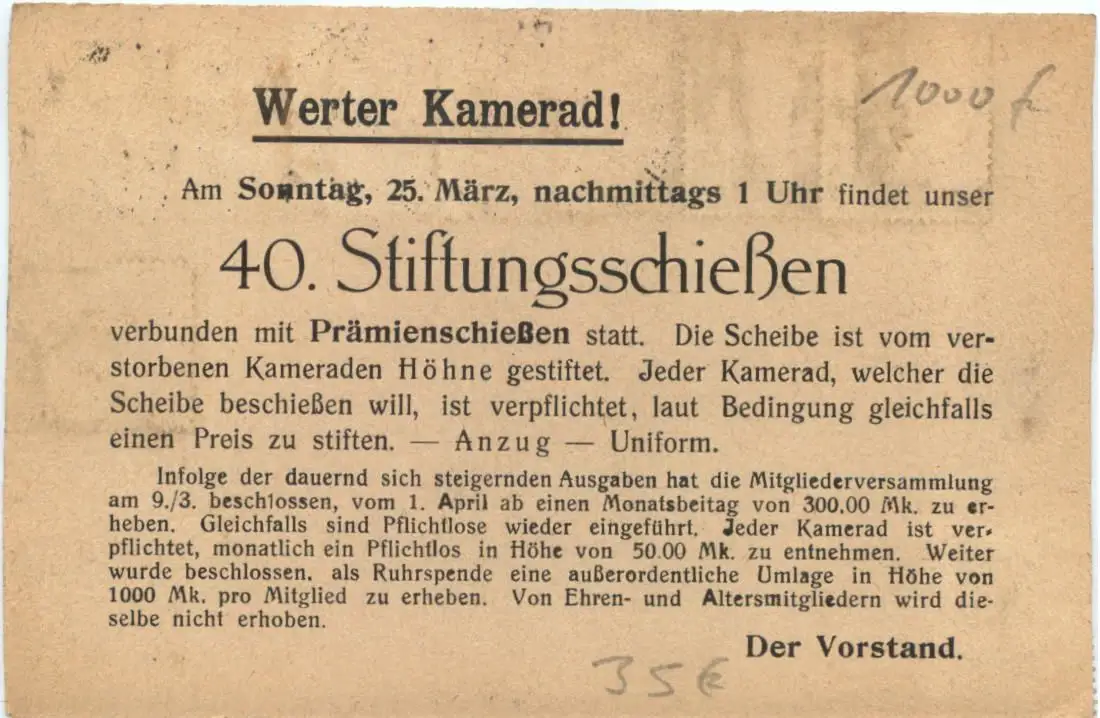 1000 £
Werter Kamerad!
Am Sonntag, 25. März, nachmittags 1 Uhr findet unser
40. Stiftungsschießen
verbunden mit Prämienschießen statt. Die Scheibe ist vom ver-
storbenen Kameraden Höhne gestiftet. Jeder Kamerad, welcher die
Scheibe beschießen will, ist verpflichtet, laut Bedingung gleichfalls
einen Preis zu stiften. — Anzug — Uniform.
Infolge der dauernd sich steigernden Ausgaben hat die Mitgliederversammlung
am 9./3. beschlossen, vom 1. April ab einen Monatsbeitag von 300.00 Mk. zu er-
heben. Gleichfalls sind Pflichtlose wieder eingeführt. Jeder Kamerad ist ver-
pflichtet, monatlich ein Pflichtlos in Höhe von 50.00 Mk. zu entnehmen. Weiter
wurde beschlossen, als Ruhrspende eine außerordentliche Umlage in Höhe von
1000 Mk. pro Mitglied zu erheben. Von Ehren- und Altersmitgliedern wird die-
selbe nicht erhoben.
Der Vorstand.
35€